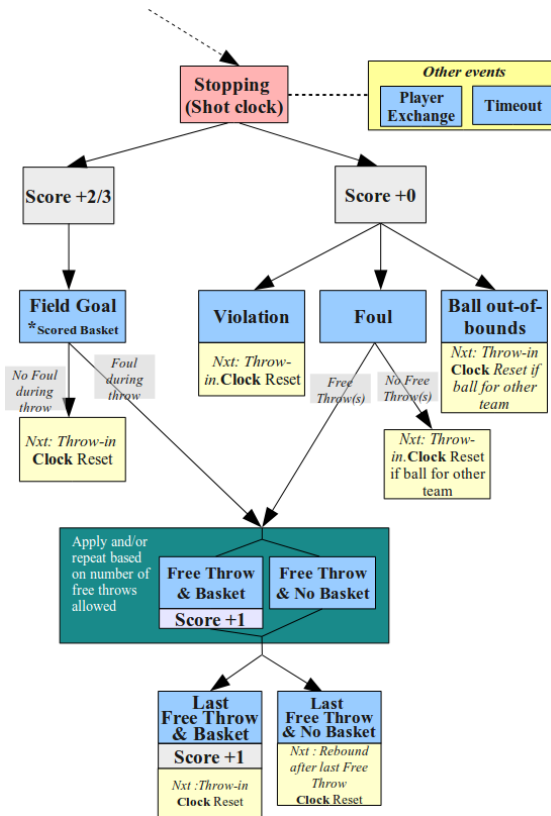 Stopping
(Shot clock)
Other events
Player
Exchange
Timeout
Score +2/3
Score +0
Field Goal
*Scored Basket
Violation
Nxt: Throw-
in.Clock Reset
Foul
Ball out-of-
bounds
Nxt: Throw-in
Clock Reset if
ball for other
team
No Foul
during
throw
Foul
during
throw
Free
Throw(s)
No Free
Throw(s)
Nxt: Throw-in
Clock Reset
Nxt: Throw-
in.Clock Reset
if ball for other
team
Apply and/or
repeat based
on number of
free throws
allowed
Free Throw
& Basket
Score +1
Free Throw
& No Basket
Last
Free Throw
& Basket
Score +1
Nxt :Throw-in
Clock Reset
Last
Free Throw
& No Basket
Nxt : Rebound
after last Free
Throw
Clock Reset